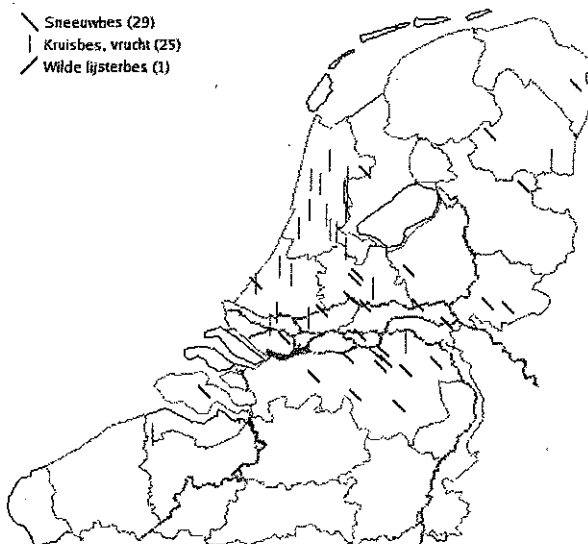 Sneeuwbes (29)
Kruisbes, vrucht (25)
Wilde lijsterbes (1)